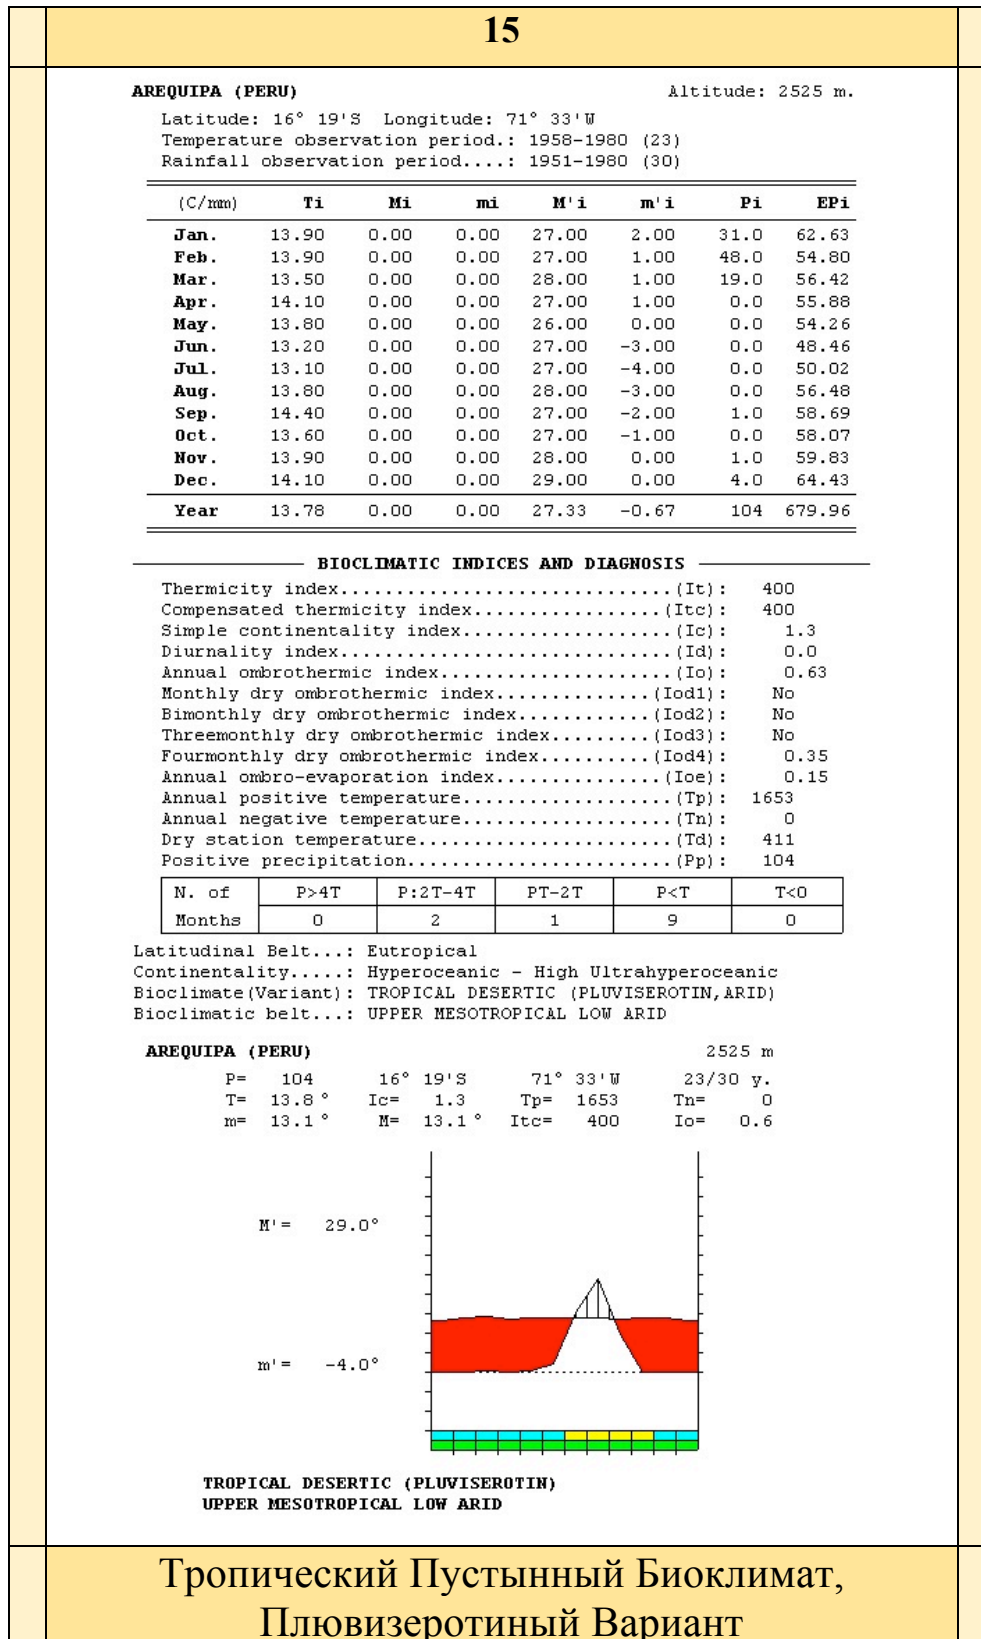 15
AREQUIPA (PERU) Altitude: 2525 m.
Latitude: 16° 19'S Longitude: 71° 33'W
Temperature observation period.: 1958-1980 (23)
Rainfall observation period....: 1951-1980 (30)
(C/mm) Ti Mi mi M'i m'i Pi EPi
Jan. 13.90 0.00 0.00 27.00 2.00 31.0 62.63
Feb. 13.90 0.00 0.00 27.00 1.00 48.0 54.80
Mar. 13.50 0.00 0.00 28.00 1.00 19.0 56.42
Apr. 14.10 0.00 0.00 27.00 1.00 0.0 55.88
May. 13.80 0.00 0.00 26.00 0.00 0.0 54.26
Jun. 13.20 0.00 0.00 27.00 -3.00 0.0 48.46
Jul. 13.10 0.00 0.00 27.00 -4.00 0.0 50.02
Aug. 13.80 0.00 0.00 28.00 -3.00 0.0 56.48
Sep. 14.40 0.00 0.00 27.00 -2.00 1.0 58.69
Oct. 13.60 0.00 0.00 27.00 -1.00 0.0 58.07
Nov. 13.90 0.00 0.00 28.00 0.00 1.0 59.83
Dec. 14.10 0.00 0.00 29.00 0.00 4.0 64.43
Year 13.78 0.00 0.00 27.33 -0.67 104 679.96
BIOCLIMATIC INDICES AND DIAGNOSIS
Thermicity index..............................(It): 400
Compensated thermicity index.................(Itc): 400
Simple continentality index...................(Ic): 1.3
Diurnality index..............................(Id): 0.0
Annual ombrothermic index.....................(Io): 0.63
Monthly dry ombrothermic index..............(Iod1): No
Bimonthly dry ombrothermic index............(Iod2): No
Threemonthly dry ombrothermic index.........(Iod3): No
Fourmonthly dry ombrothermic index..........(Iod4): 0.35
Annual ombro-evaporation index...............(Ioe): 0.15
Annual positive temperature...................(Tp): 1653
Annual negative temperature...................(Tn): 0
Dry station temperature.......................(Td): 411
Positive precipitation........................(Pp): 104
N. of P>4T P:2T-4T PT-2T P<T T<0
Months 0 2 1 9 0
Latitudinal Belt...: Eutropical
Continentality.....: Hyperoceanic - High Ultrahyperoceanic
Bioclimate(Variant): TROPICAL DESERTIC (PLUVISEROTIN,ARID)
Bioclimatic belt...: UPPER MESOTROPICAL LOW ARID
AREQUIPA (PERU) 2525 m
P= 104 16° 19'S 71° 33'W 23/30 y.
T= 13.8° Ic= 1.3 Tp= 1653 Tn= 0
m= 13.1° M= 13.1° Itc= 400 Io= 0.6
M'= 29.0°
m'= -4.0°
TROPICAL DESERTIC (PLUVISEROTIN)
UPPER MESOTROPICAL LOW ARID
Тропический Пустынный Биоклимат,
Плювизеротиный Вариант